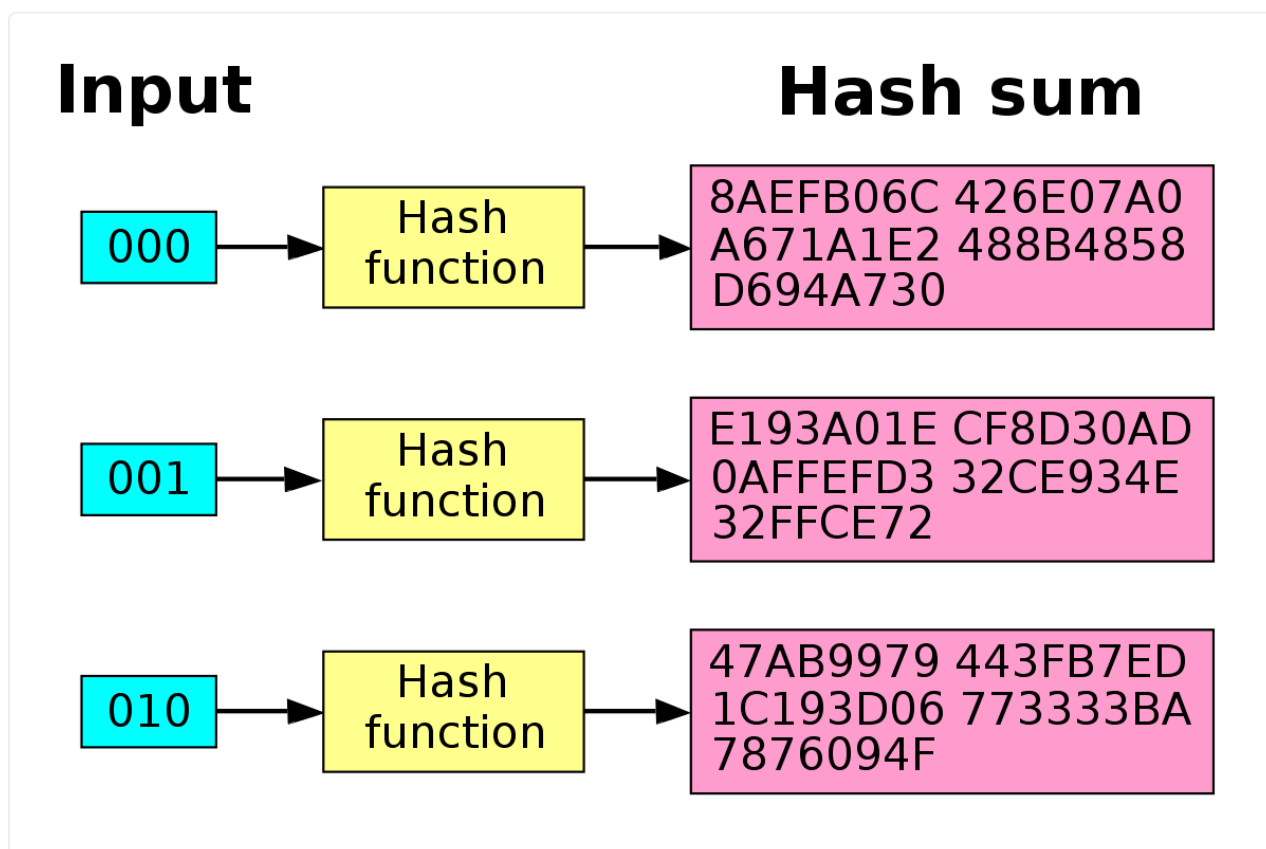 Input
Hash sum
000
Hash
function
8AEFB06C 426E07A0
A671A1E2 488B4858
D694A730
001
Hash
function
E193A01E CF8D30AD
0AFFEFD3 32CE934E
32FFCE72
010
Hash
function
47AB9979 443FB7ED
1C193D06 773333BA
7876094F